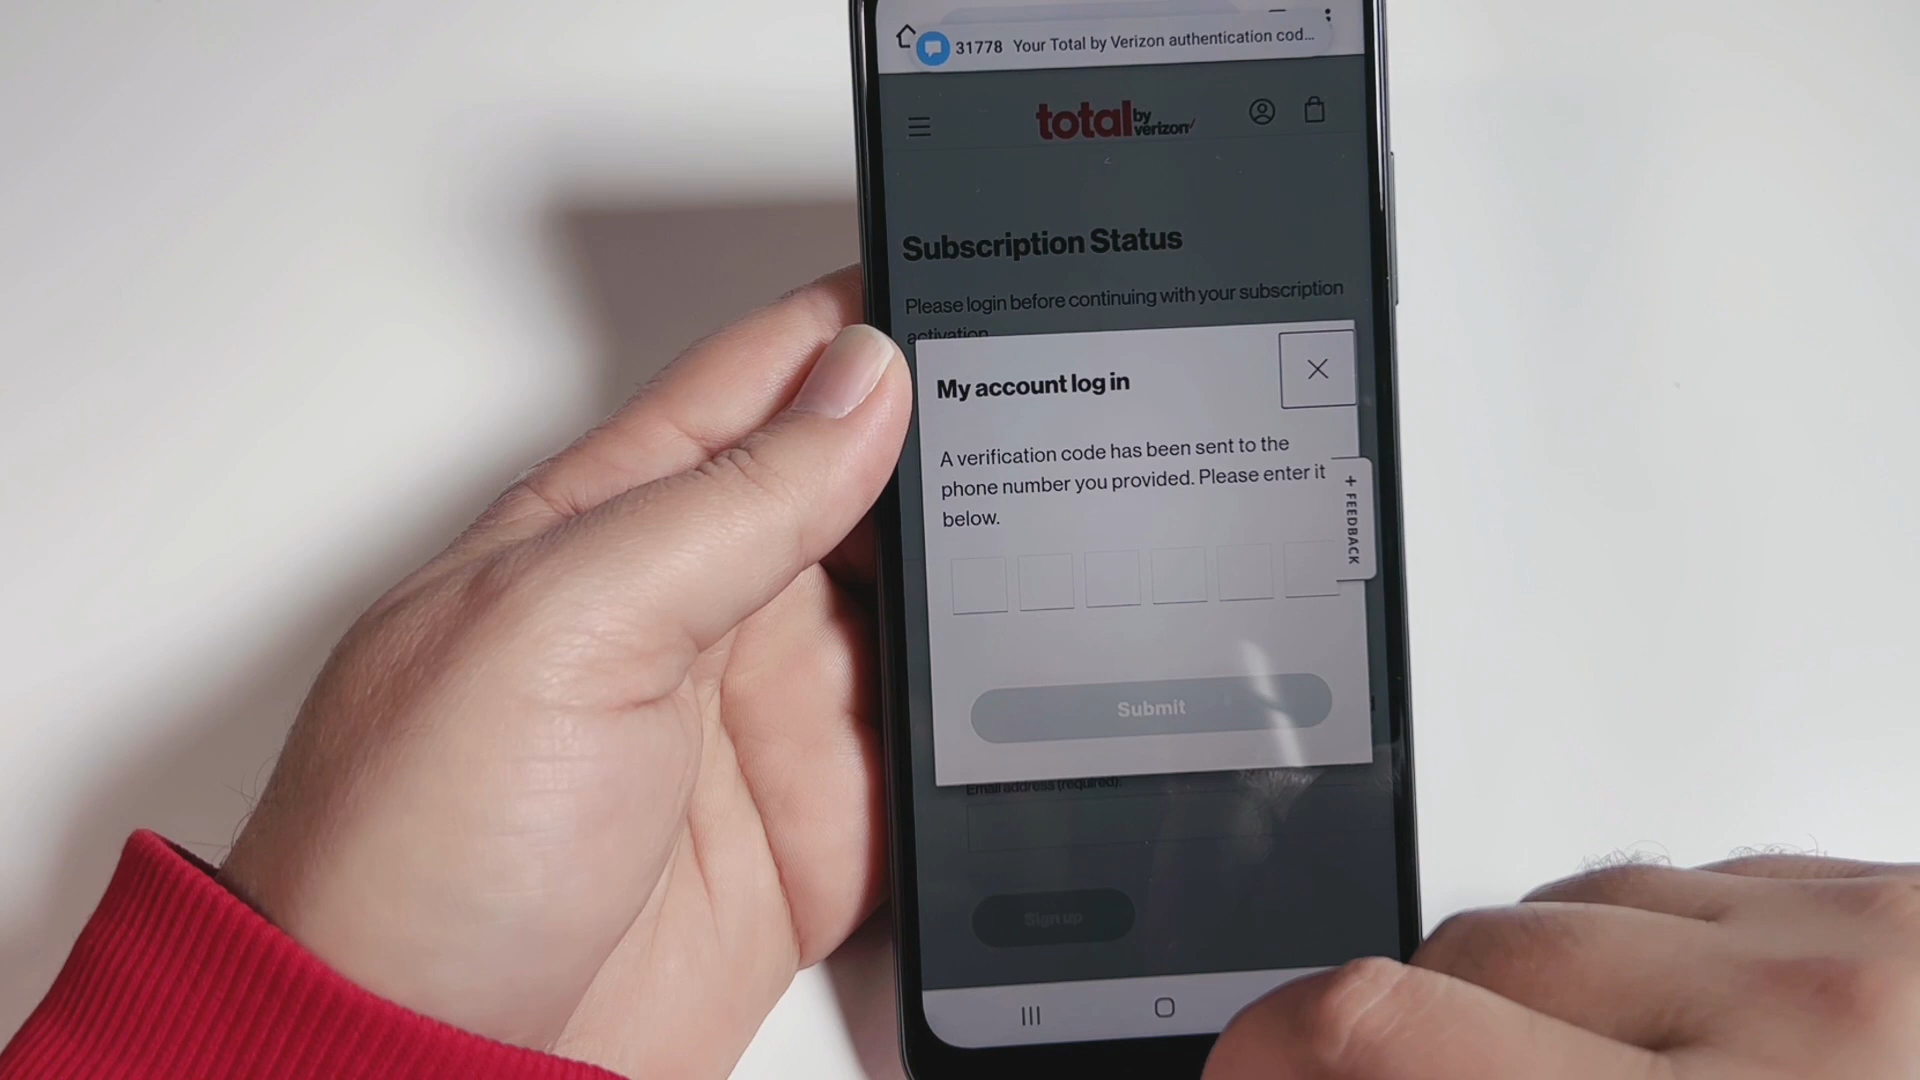 31778 Your Total by Verizon authentication cod...
total by verizon
Subscription Status
Please login before continuing with your subscription
activation
My account log in
A verification code has been sent to the
phone number you provided. Please enter it
below.
+ FEEDBACK
Submit
Email address (required):
Sign up